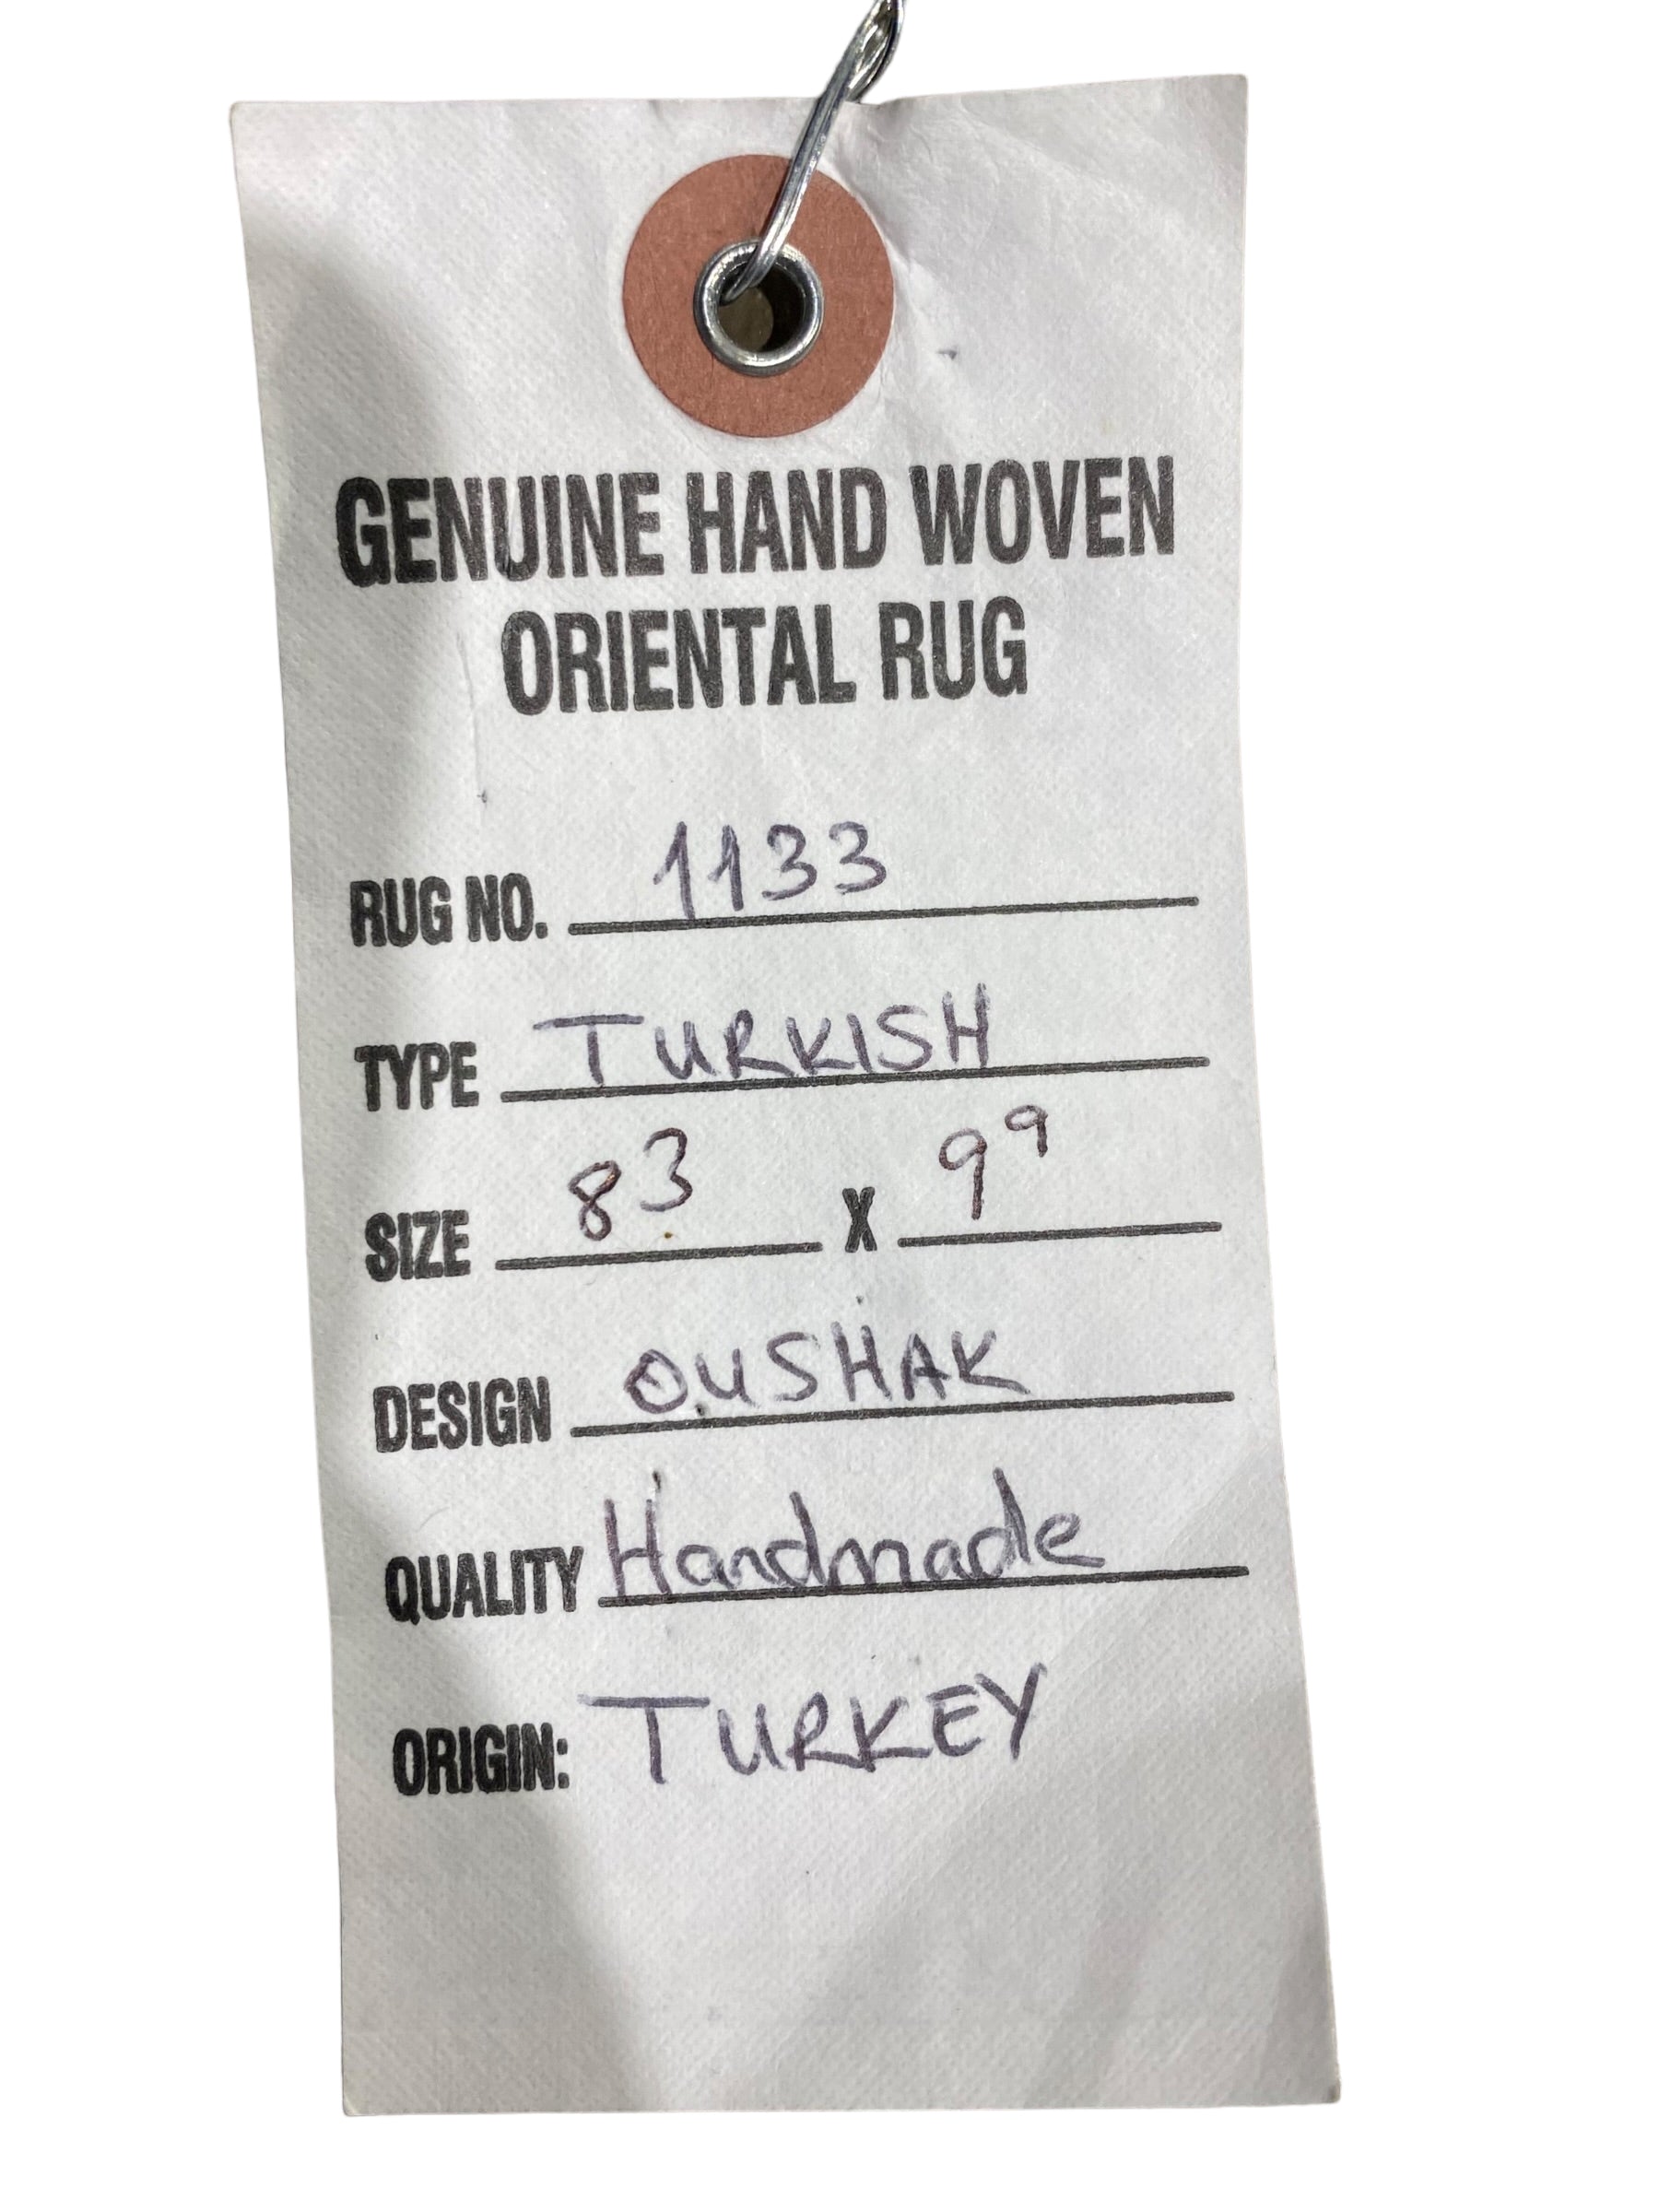 GENUINE HAND WOVEN
ORIENTAL RUG
RUG NO. 1133
TYPE TURKISH
SIZE 8³ X 9⁹
DESIGN OUSHAK
QUALITY Handmade
ORIGIN: TURKEY